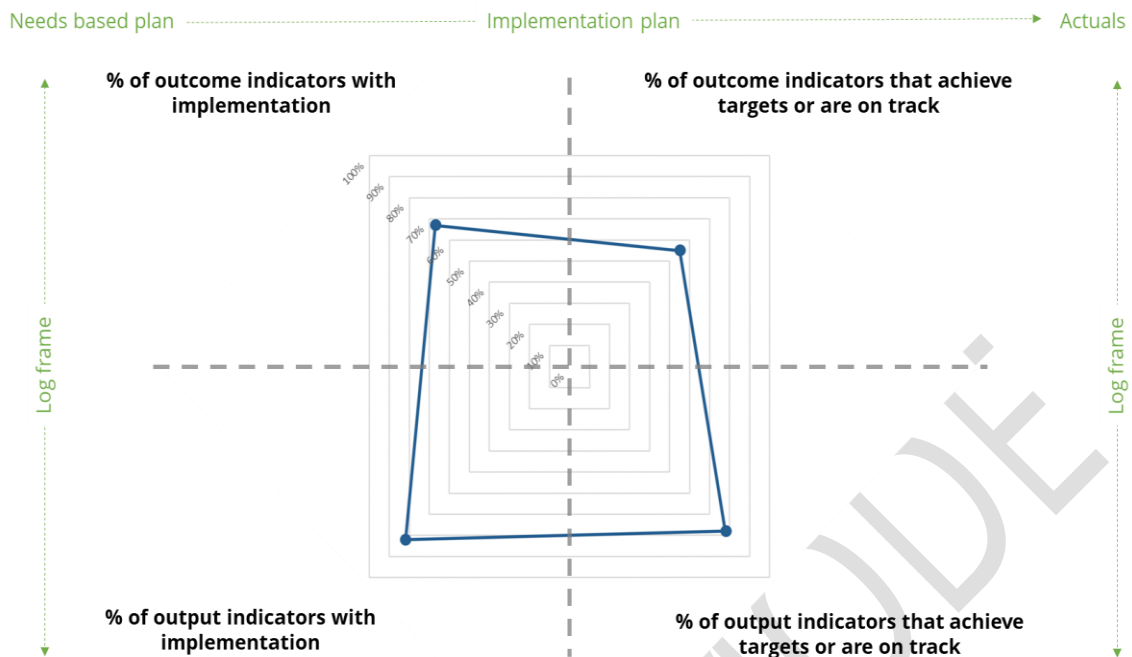 Needs based plan
Implementation plan
Actuals
% of outcome indicators with
implementation
% of outcome indicators that achieve
targets or are on track
100%
90%
80%
70%
60%
50%
40%
30%
20%
10%
0%
Log frame
Log frame
% of output indicators with
implementation
% of output indicators that achieve
targets or are on track